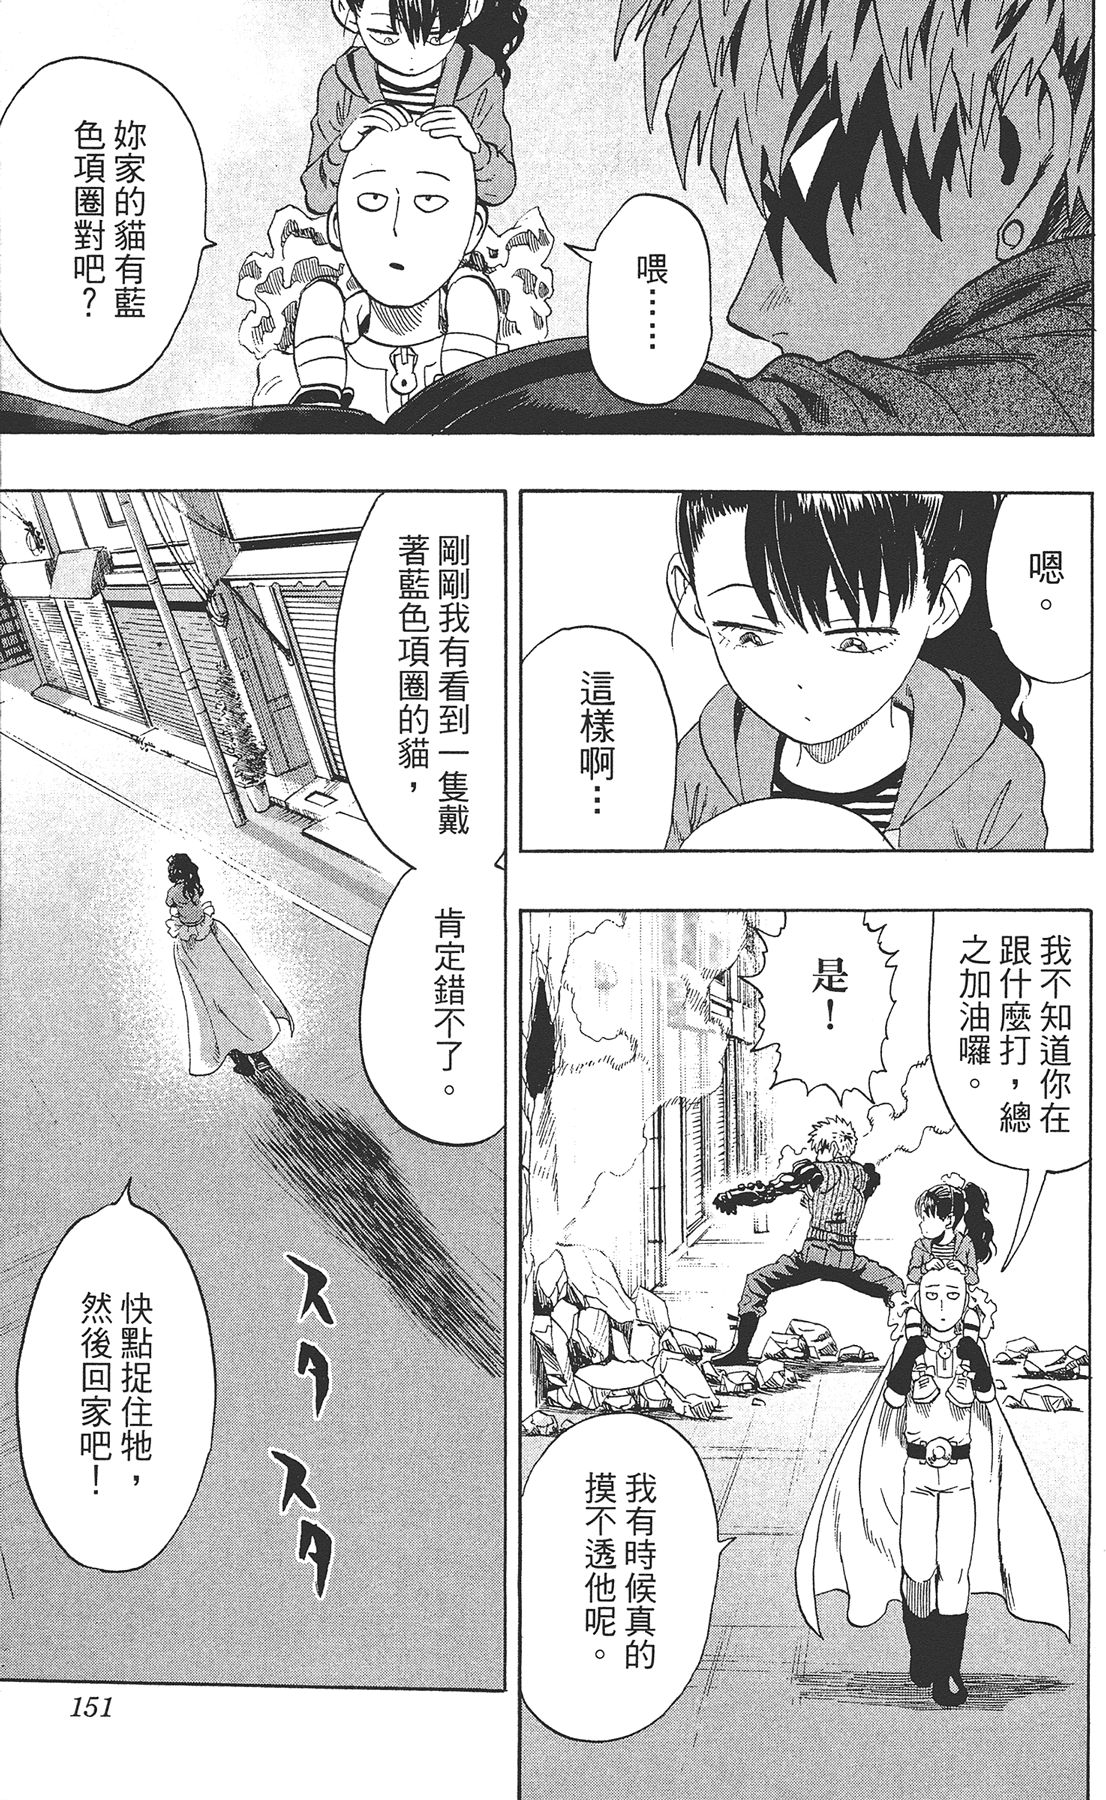 喂……
妳家的貓有藍
色項圈對吧？
嗯。
這樣啊…
我不知道你在
跟什麼打，總
之加油囉。
是！
我有時候真的
摸不透他呢。
剛剛我有看到一隻戴
著藍色項圈的貓，
肯定錯不了。
スタ
スタ
快點捉住牠，
然後回家吧！
151